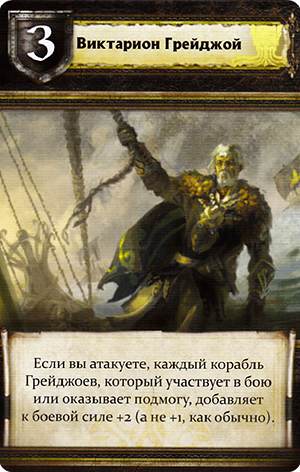 3
Виктарион Грейджой
Если вы атакуете, каждый корабль
Грейджоев, который участвует в бою
или оказывает подмогу, добавляет
к боевой силе +2 (а не +1, как обычно).